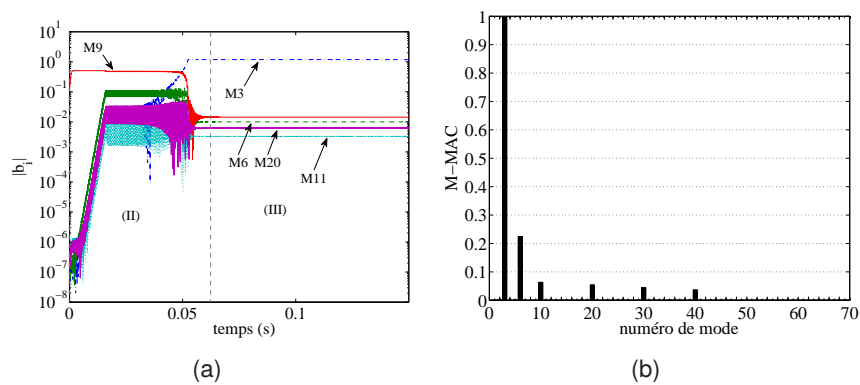 10^1
10^0
10^-1
10^-2
10^-3
10^-4
10^-5
10^-6
10^-7
10^-8
|b_i|
M9
M3
M6 M20
M11
(II)
(III)
0 0.05 0.1
temps (s)
(a)
1
0.9
0.8
0.7
0.6
0.5
0.4
0.3
0.2
0.1
0
M-MAC
0 10 20 30 40 50 60 70
numéro de mode
(b)